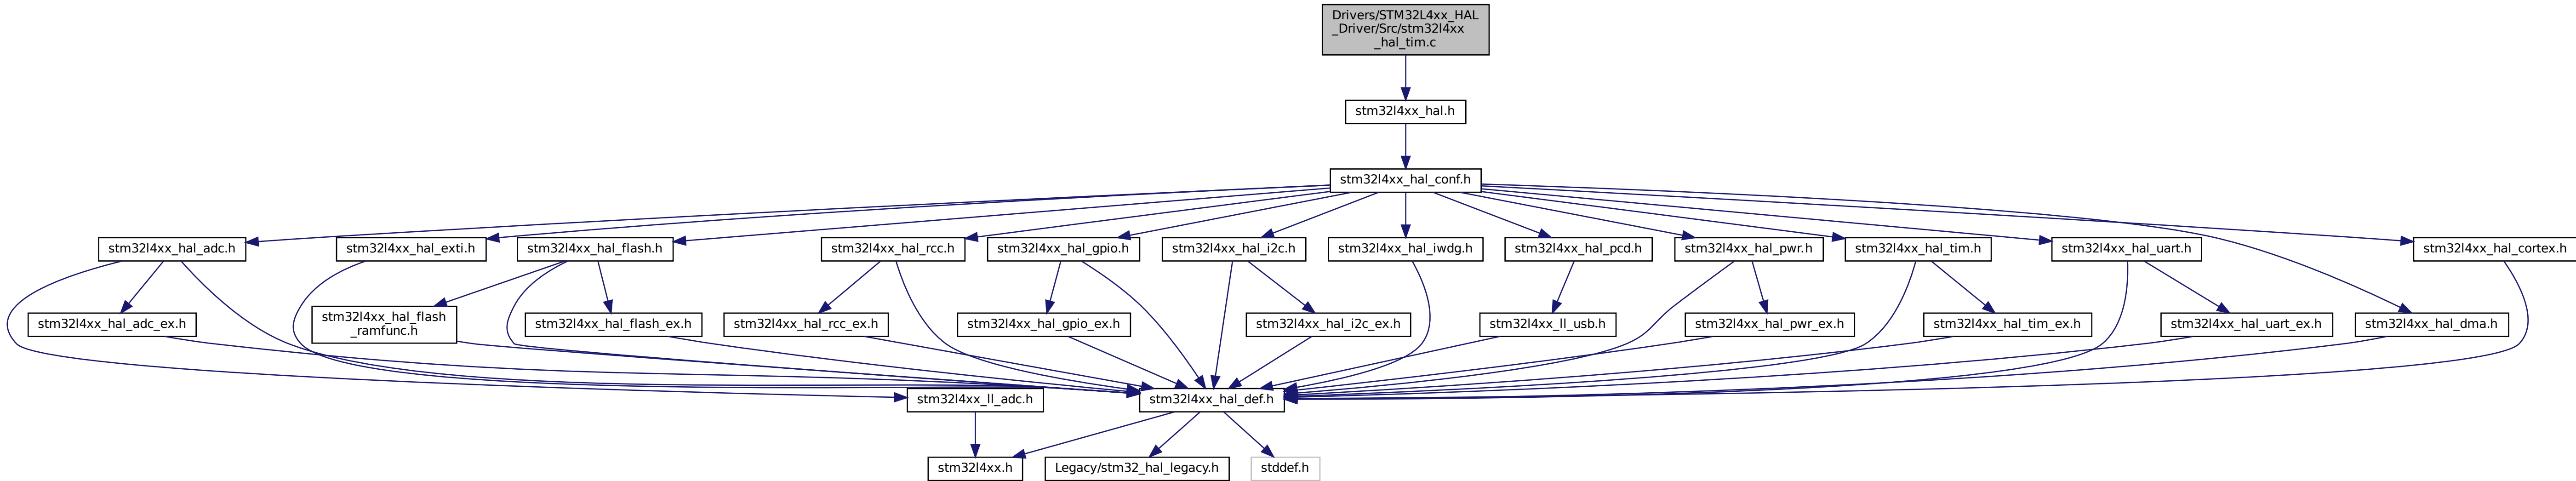 Drivers/STM32L4xx_HAL
_Driver/Src/stm32l4xx
_hal_tim.c
stm32l4xx_hal.h
stm32l4xx_hal_conf.h
stm32l4xx_hal_adc.h
stm32l4xx_hal_exti.h
stm32l4xx_hal_flash.h
stm32l4xx_hal_rcc.h
stm32l4xx_hal_gpio.h
stm32l4xx_hal_i2c.h
stm32l4xx_hal_iwdg.h
stm32l4xx_hal_pcd.h
stm32l4xx_hal_pwr.h
stm32l4xx_hal_tim.h
stm32l4xx_hal_uart.h
stm32l4xx_hal_cortex.h
stm32l4xx_hal_adc_ex.h
stm32l4xx_hal_flash
_ramfunc.h
stm32l4xx_hal_flash_ex.h
stm32l4xx_hal_rcc_ex.h
stm32l4xx_hal_gpio_ex.h
stm32l4xx_hal_i2c_ex.h
stm32l4xx_ll_usb.h
stm32l4xx_hal_pwr_ex.h
stm32l4xx_hal_tim_ex.h
stm32l4xx_hal_uart_ex.h
stm32l4xx_hal_dma.h
stm32l4xx_ll_adc.h
stm32l4xx_hal_def.h
stm32l4xx.h
Legacy/stm32_hal_legacy.h
stddef.h